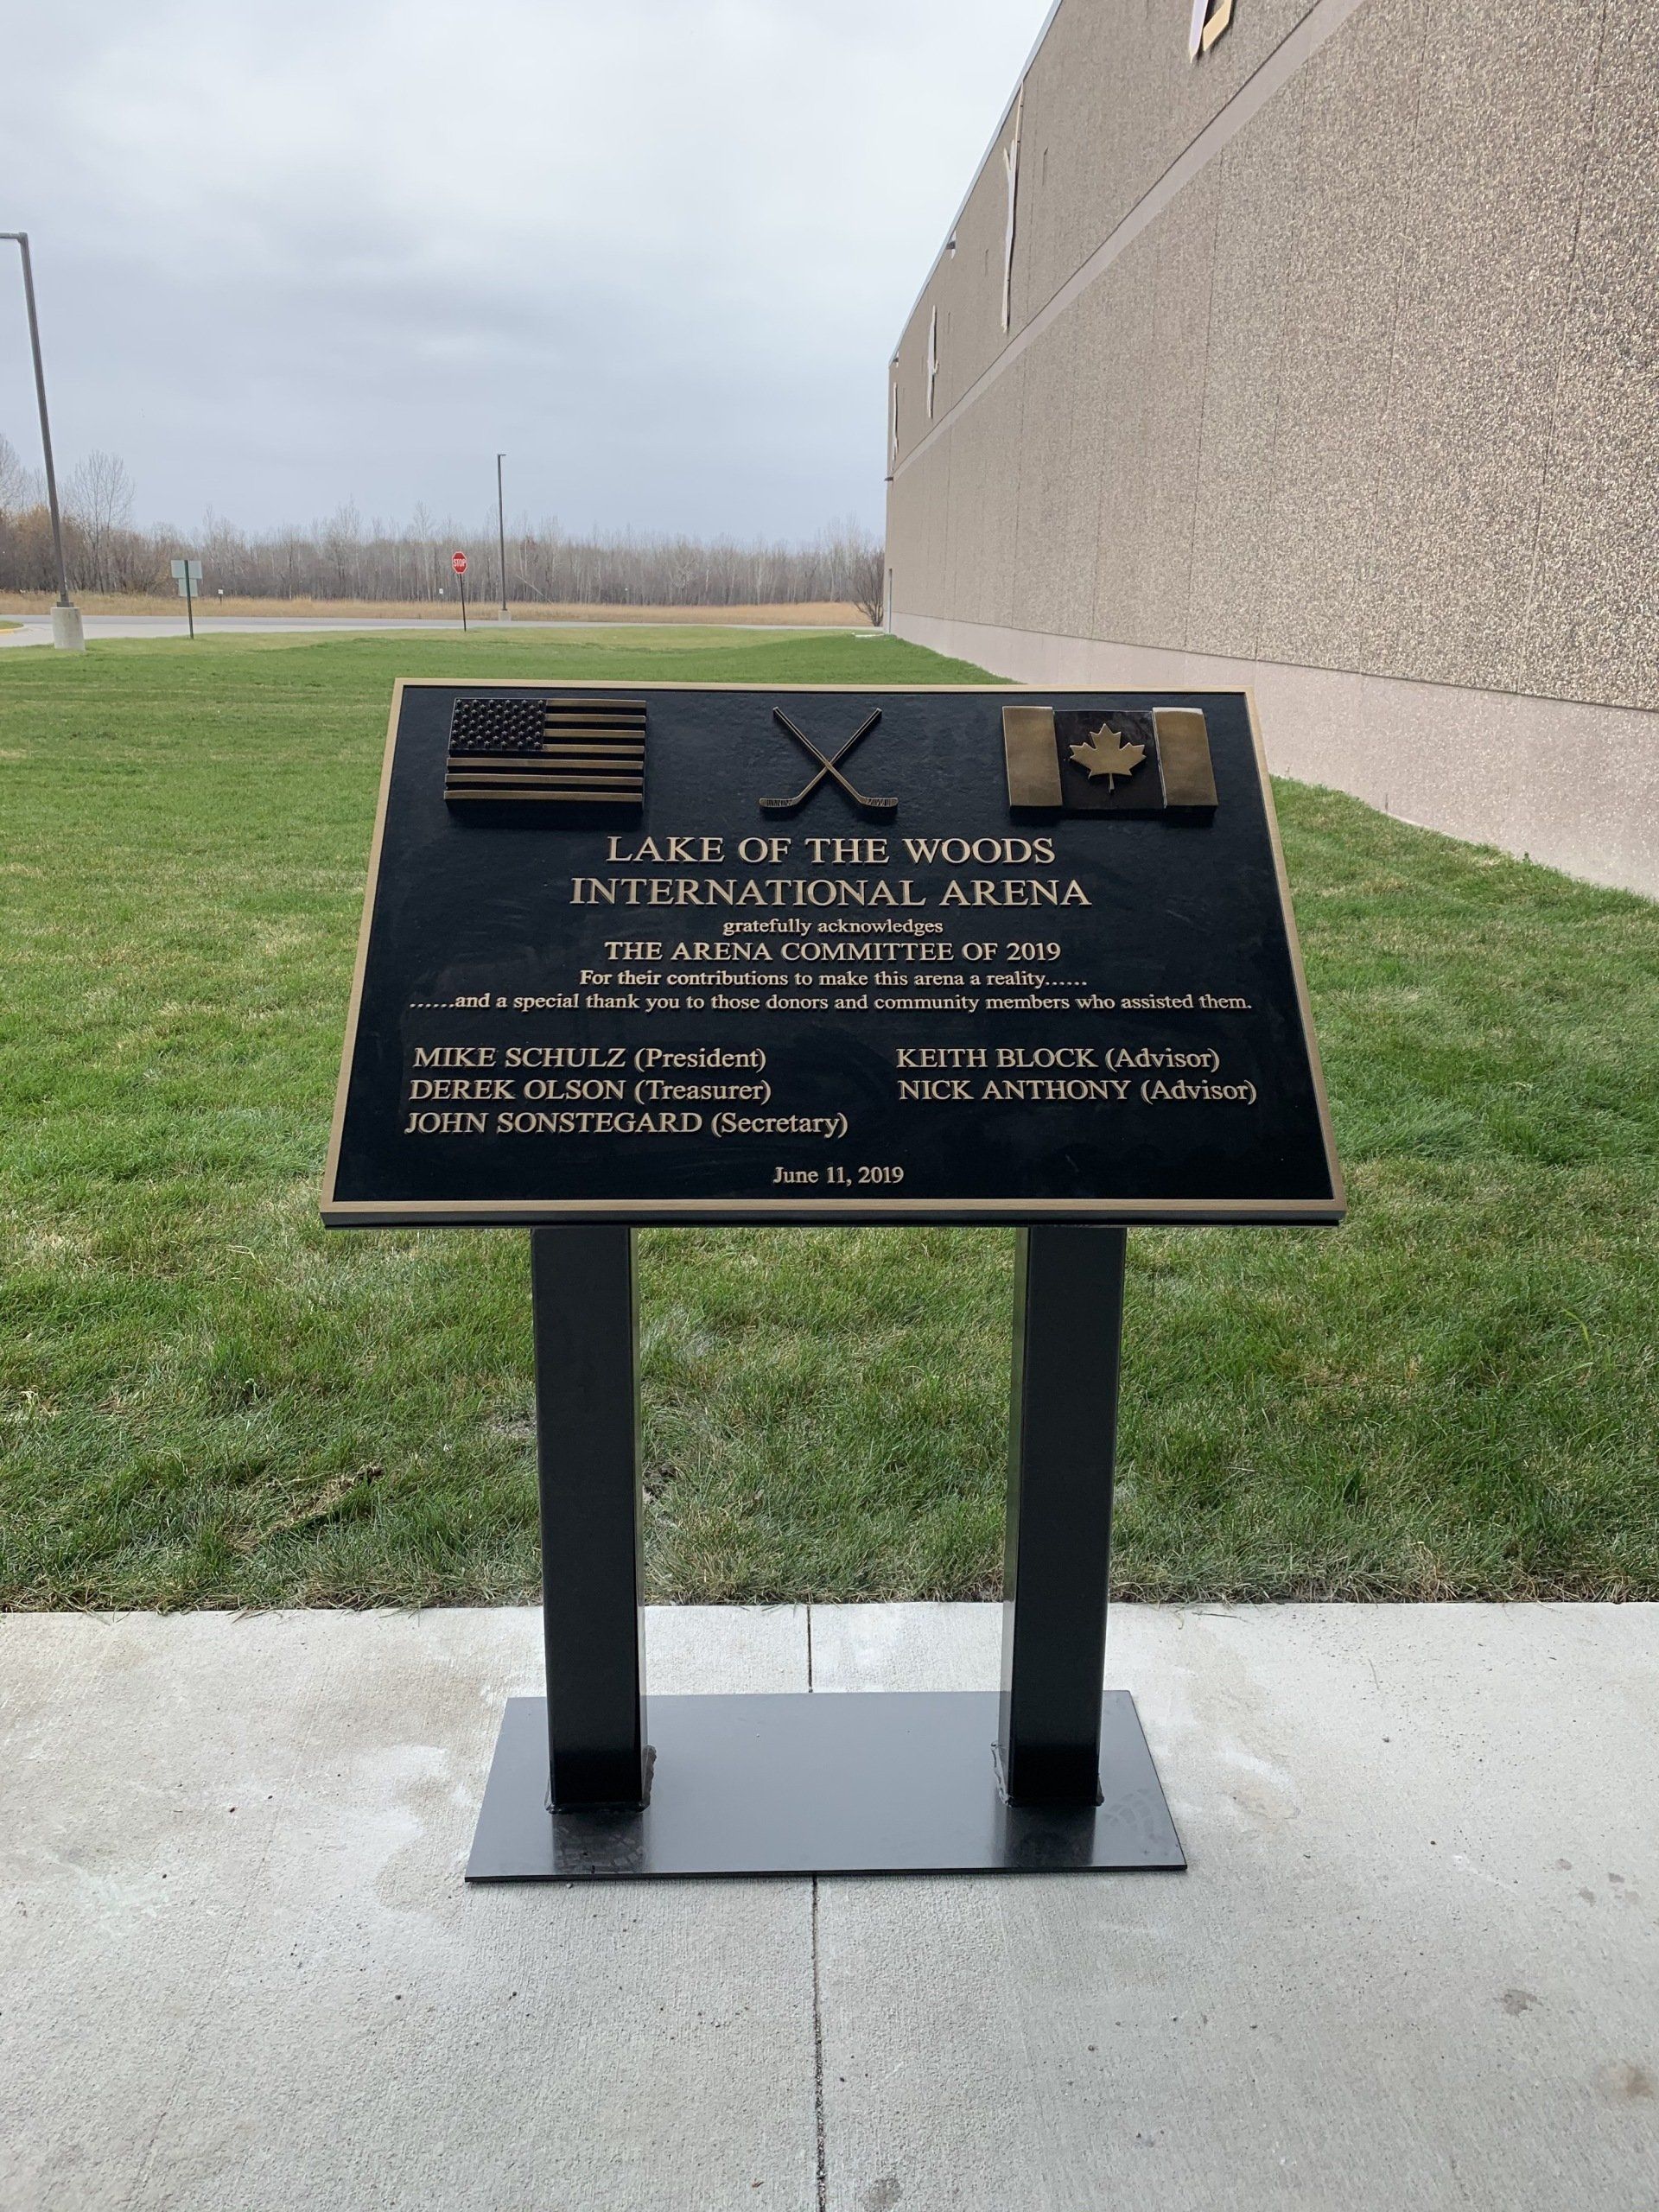 LAKE OF THE WOODS
INTERNATIONAL ARENA
gratefully acknowledges
THE ARENA COMMITTEE OF 2019
For their contributions to make this arena a reality......
......and a special thank you to those donors and community members who assisted them.
MIKE SCHULZ (President)
DEREK OLSON (Treasurer)
JOHN SONSTEGARD (Secretary)
KEITH BLOCK (Advisor)
NICK ANTHONY (Advisor)
June 11, 2019
STOP